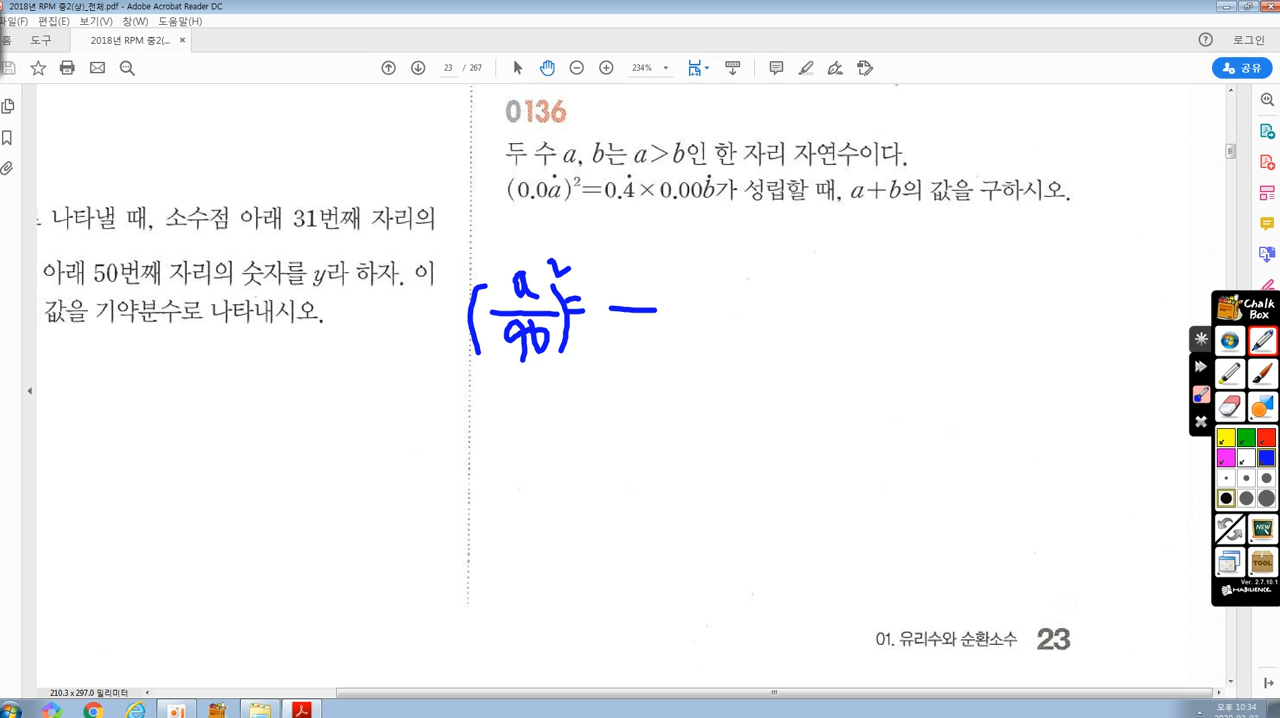 2018년 RPM 중2(상)_전체.pdf - Adobe Acrobat Reader DC
파일(F) 편집(E) 보기(V) 창(W) 도움말(H)
홈 도구 2018년 RPM 중2(... × ? 로그인
23 / 267 234% 공유
0136
두 수 a, b는 a>b인 한 자리 자연수이다.
(0.0ȧ)²=0.4̇×0.00ḃ가 성립할 때, a+b의 값을 구하시오.
나타낼 때, 소수점 아래 31번째 자리의
아래 50번째 자리의 숫자를 y라 하자. 이
값을 기약분수로 나타내시오.
(a/90)² = —
Chalk Box
NEW
TOOL
Ver. 2.7.10.1
MABILIENCE
01. 유리수와 순환소수 23
210.3 x 297.0 밀리미터
오후 10:34